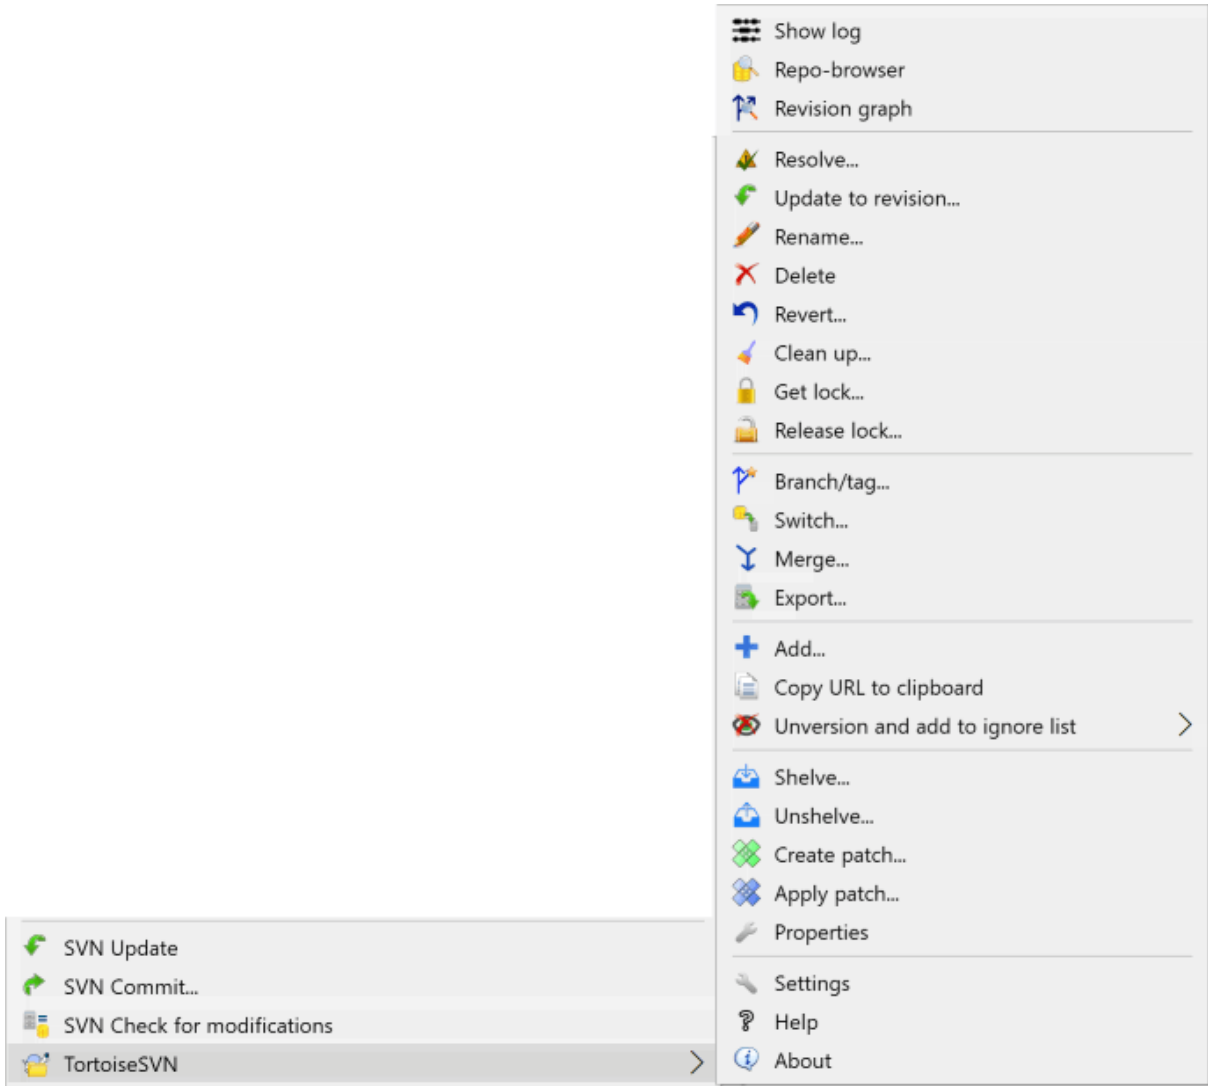 Show log
Repo-browser
Revision graph
Resolve...
Update to revision...
Rename...
Delete
Revert...
Clean up...
Get lock...
Release lock...
Branch/tag...
Switch...
Merge...
Export...
Add...
Copy URL to clipboard
Unversion and add to ignore list
Shelve...
Unshelve...
Create patch...
Apply patch...
Properties
Settings
Help
About
SVN Update
SVN Commit...
SVN Check for modifications
TortoiseSVN